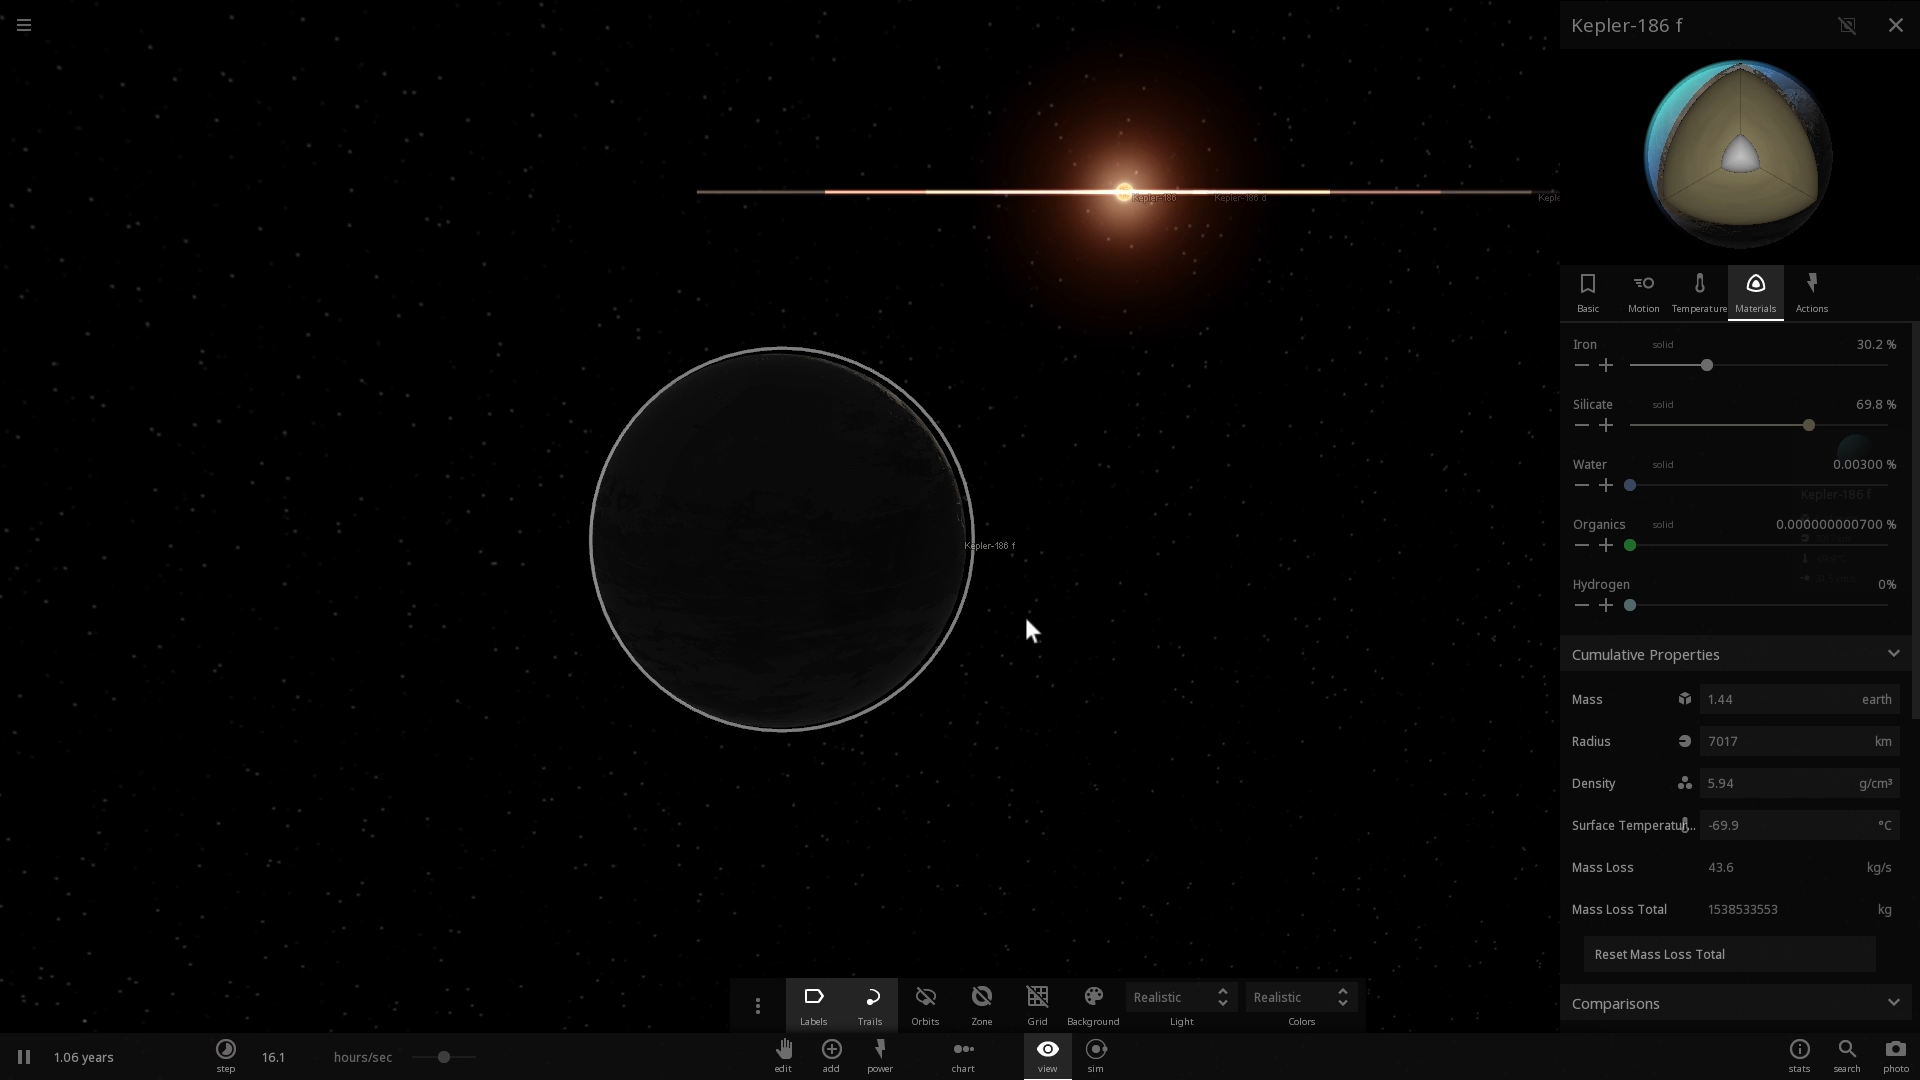 Kepler-186 f
Kepler-186
Kepler-186 d
Keple
Basic
Motion
Temperature
Materials
Actions
Iron solid 30.2 %
Silicate solid 69.8 %
Water solid 0.00300 %
Kepler-186 f
Organics solid 0.000000000700 %
Kepler-186 f
Hydrogen 0%
Cumulative Properties
Mass 1.44 earth
Radius 7017 km
Density 5.94 g/cm³
Surface Temperatur... -69.9 °C
Mass Loss 43.6 kg/s
Mass Loss Total 1538533553 kg
Reset Mass Loss Total
Comparisons
Labels
Trails
Orbits
Zone
Grid
Background
Realistic
Light
Realistic
Colors
1.06 years
step
16.1 hours/sec
edit
add
power
chart
view
sim
stats
search
photo